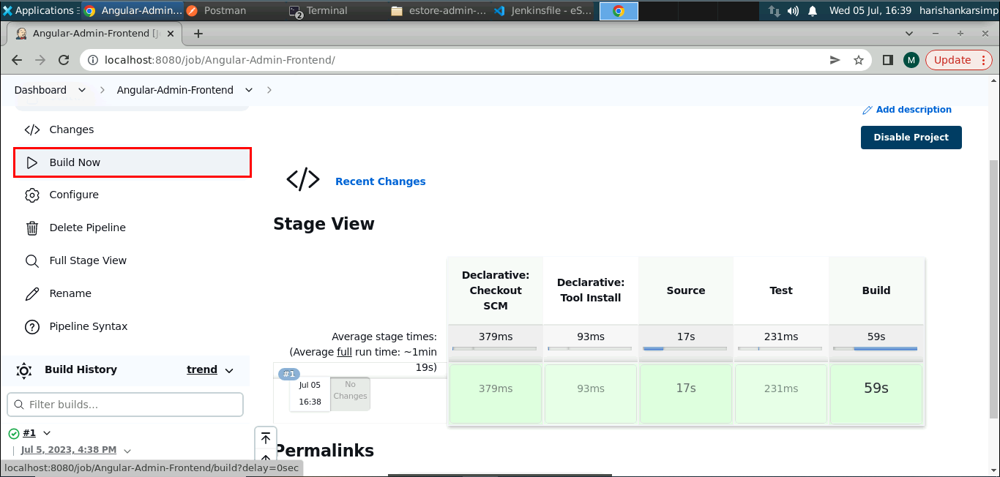 Applications
Angular-Admin...
Postman
2
Terminal
estore-admin-...
Jenkinsfile - eS...
Wed 05 Jul, 16:39
harishankarsimp
Angular-Admin-Frontend [J
localhost:8080/job/Angular-Admin-Frontend/
M
Update
Dashboard
Angular-Admin-Frontend
Add description
Disable Project
Changes
Build Now
Configure
Delete Pipeline
Full Stage View
Rename
Pipeline Syntax
Build History
trend
Filter builds...
#1
Jul 5, 2023, 4:38 PM
Recent Changes
Stage View
Declarative:
Checkout
SCM
Declarative:
Tool Install
Source
Test
Build
Average stage times:
(Average full run time: ~1min
19s)
379ms
93ms
17s
231ms
59s
#1
Jul 05
16:38
No
Changes
379ms
93ms
17s
231ms
59s
Permalinks
localhost:8080/job/Angular-Admin-Frontend/build?delay=0sec